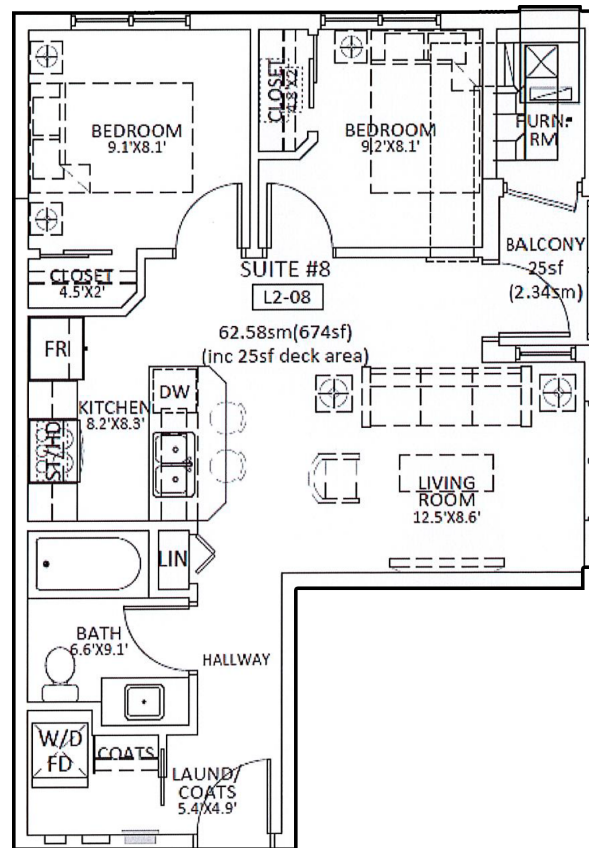 BEDROOM
9.1'X8.1'
CLOSET
4.8'X2'
BEDROOM
9.2'X8.1'
FURN.
RM
BALCONY
25sf
(2.34sm)
CLOSET
4.5'X2'
SUITE #8
L2-08
62.58sm(674sf)
(inc 25sf deck area)
FRI
DW
KITCHEN
8.2'X8.3'
ST/HD
LIVING
ROOM
12.5'X8.6'
LIN
BATH
6.6'X9.1'
HALLWAY
W/D
FD
COATS
LAUND/
COATS
5.4'X4.9'